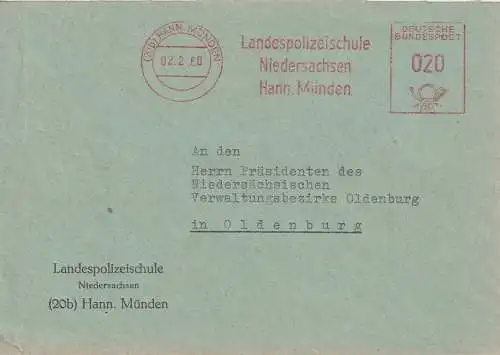 (20b) HANN. MÜNDEN
02.2.60
Landespolizeischule
Niedersachsen
Hann. Münden
DEUTSCHE
BUNDESPOST
020
An den
Herrn Präsidenten des
Niedersächsischen
Verwaltungsbezirks Oldenburg
in Oldenburg
Landespolizeischule
Niedersachsen
(20b) Hann. Münden